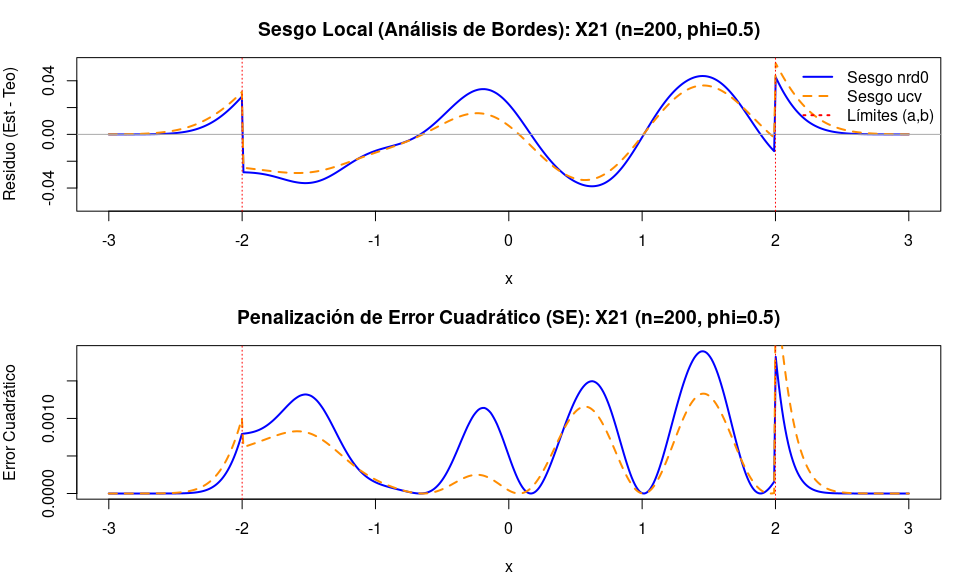 Sesgo Local (Análisis de Bordes): X21 (n=200, phi=0.5)
Residuo (Est - Teo)
0.04
0.00
-0.04
Sesgo nrd0
Sesgo ucv
Límites (a,b)
-3 -2 -1 0 1 2 3
x
Penalización de Error Cuadrático (SE): X21 (n=200, phi=0.5)
Error Cuadrático
0.0010
0.0000
-3 -2 -1 0 1 2 3
x